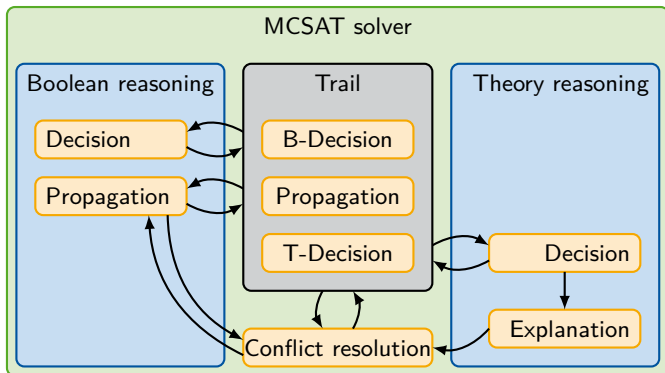 MCSAT solver
Boolean reasoning
Trail
Theory reasoning
Decision
B-Decision
Propagation
Propagation
T-Decision
Decision
Explanation
Conflict resolution